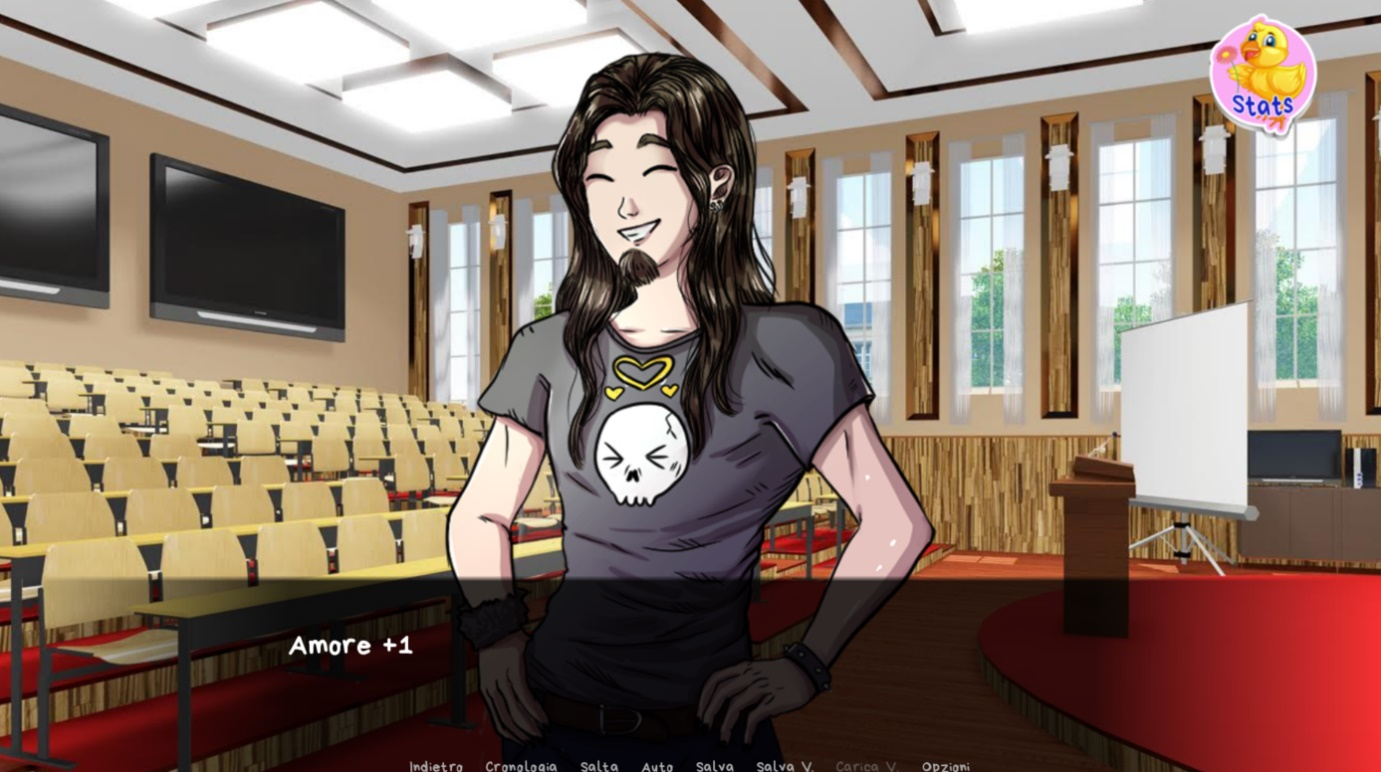 Stats
Amore +1
Indietro Cronologia Salta Auto Salva Salva V. Carica V. Opzioni